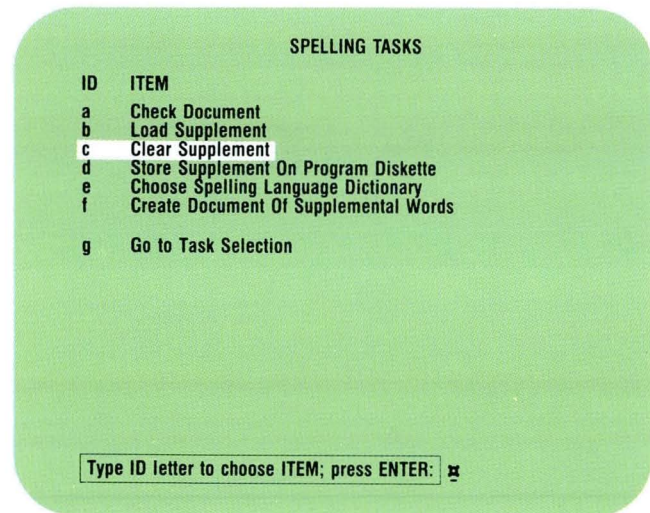 SPELLING TASKS
ID ITEM
a Check Document
b Load Supplement
c Clear Supplement
d Store Supplement On Program Diskette
e Choose Spelling Language Dictionary
f Create Document Of Supplemental Words
g Go to Task Selection
Type ID letter to choose ITEM; press ENTER: